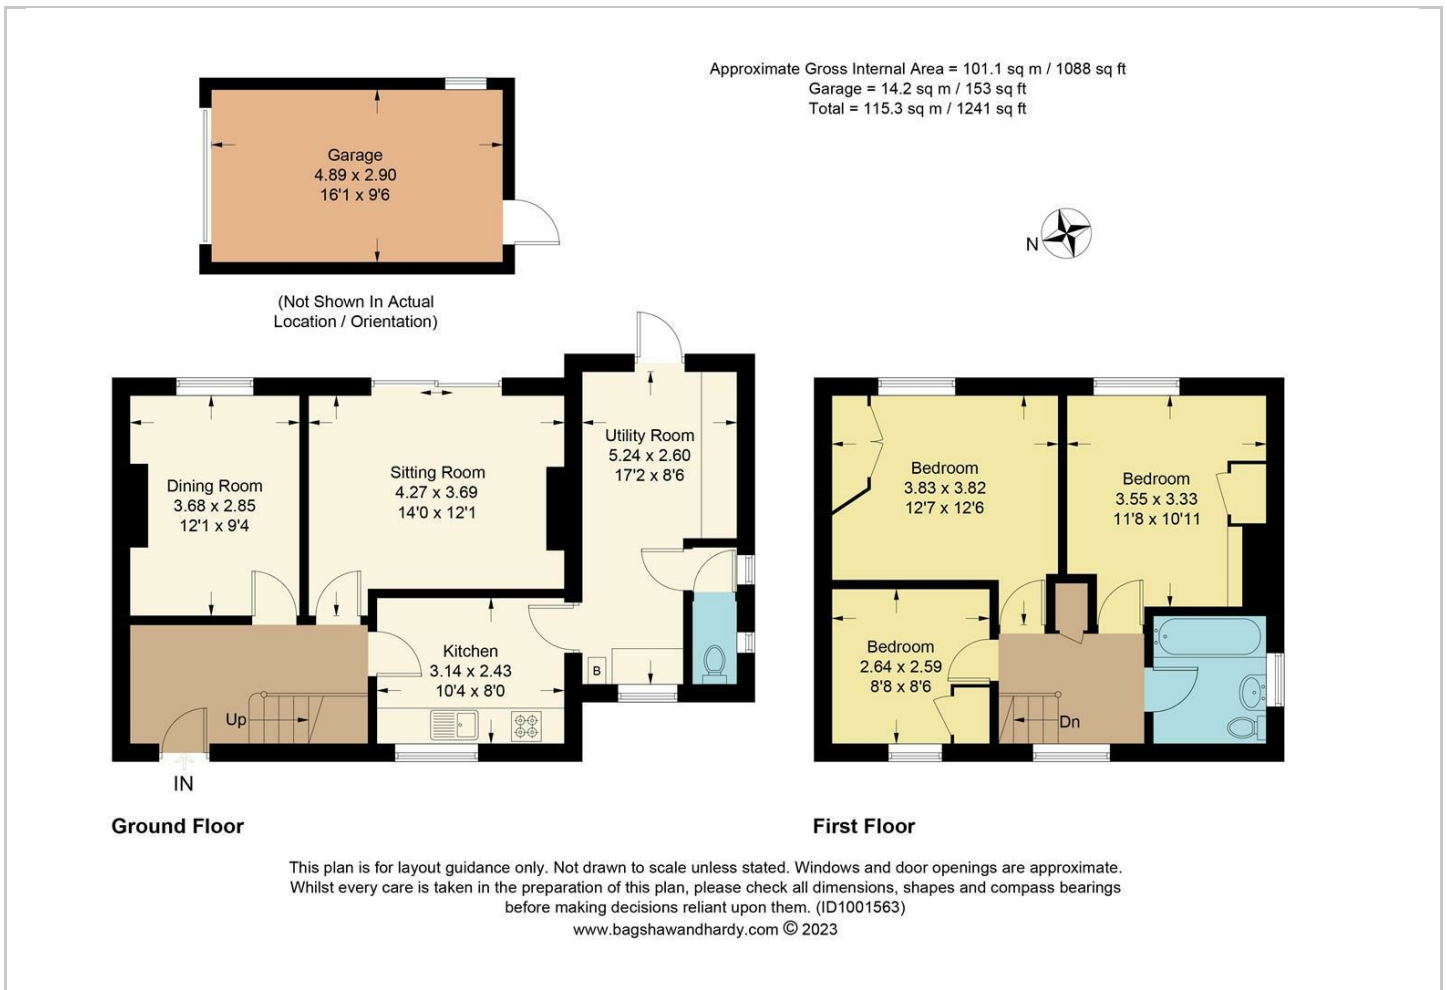 Approximate Gross Internal Area = 101.1 sq m / 1088 sq ft
Garage = 14.2 sq m / 153 sq ft
Total = 115.3 sq m / 1241 sq ft
Garage
4.89 x 2.90
16'1 x 9'6
(Not Shown In Actual
Location / Orientation)
N
Dining Room
3.68 x 2.85
12'1 x 9'4
Sitting Room
4.27 x 3.69
14'0 x 12'1
Utility Room
5.24 x 2.60
17'2 x 8'6
Kitchen
3.14 x 2.43
10'4 x 8'0
B
Up
IN
Ground Floor
Bedroom
3.83 x 3.82
12'7 x 12'6
Bedroom
3.55 x 3.33
11'8 x 10'11
Bedroom
2.64 x 2.59
8'8 x 8'6
Dn
First Floor
This plan is for layout guidance only. Not drawn to scale unless stated. Windows and door openings are approximate.
Whilst every care is taken in the preparation of this plan, please check all dimensions, shapes and compass bearings
before making decisions reliant upon them. (ID1001563)
www.bagshawandhardy.com © 2023